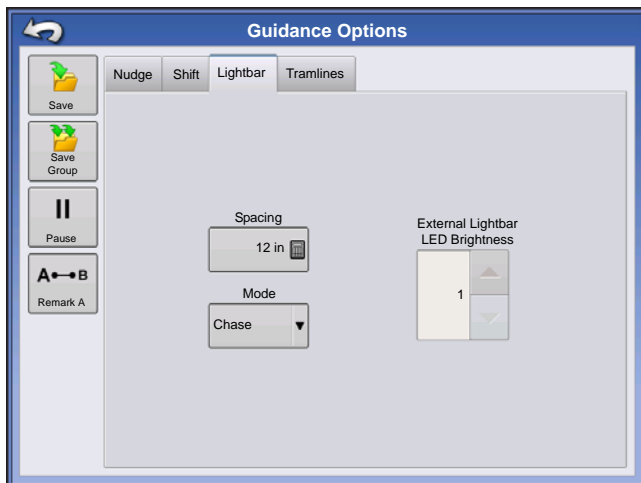 Guidance Options
Nudge
Shift
Lightbar
Tramlines
Save
Save
Group
Pause
A B
Remark A
Spacing
12 in
Mode
Chase
External Lightbar
LED Brightness
1